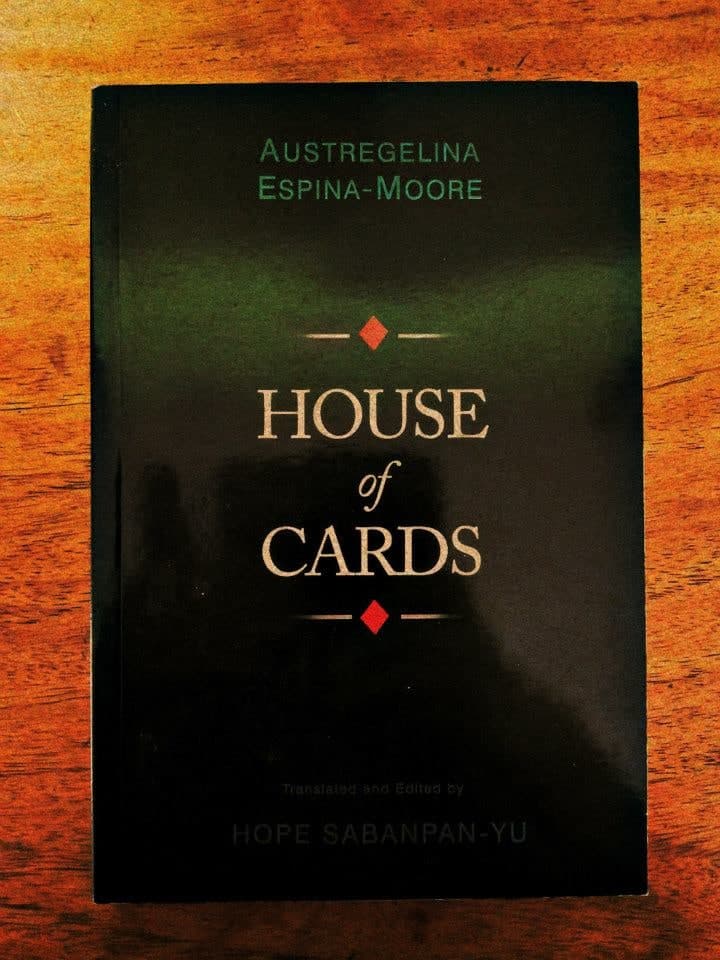 AUSTREGELINA
ESPINA-MOORE
HOUSE
of
CARDS
Translated and Edited by
HOPE SABANPAN-YU